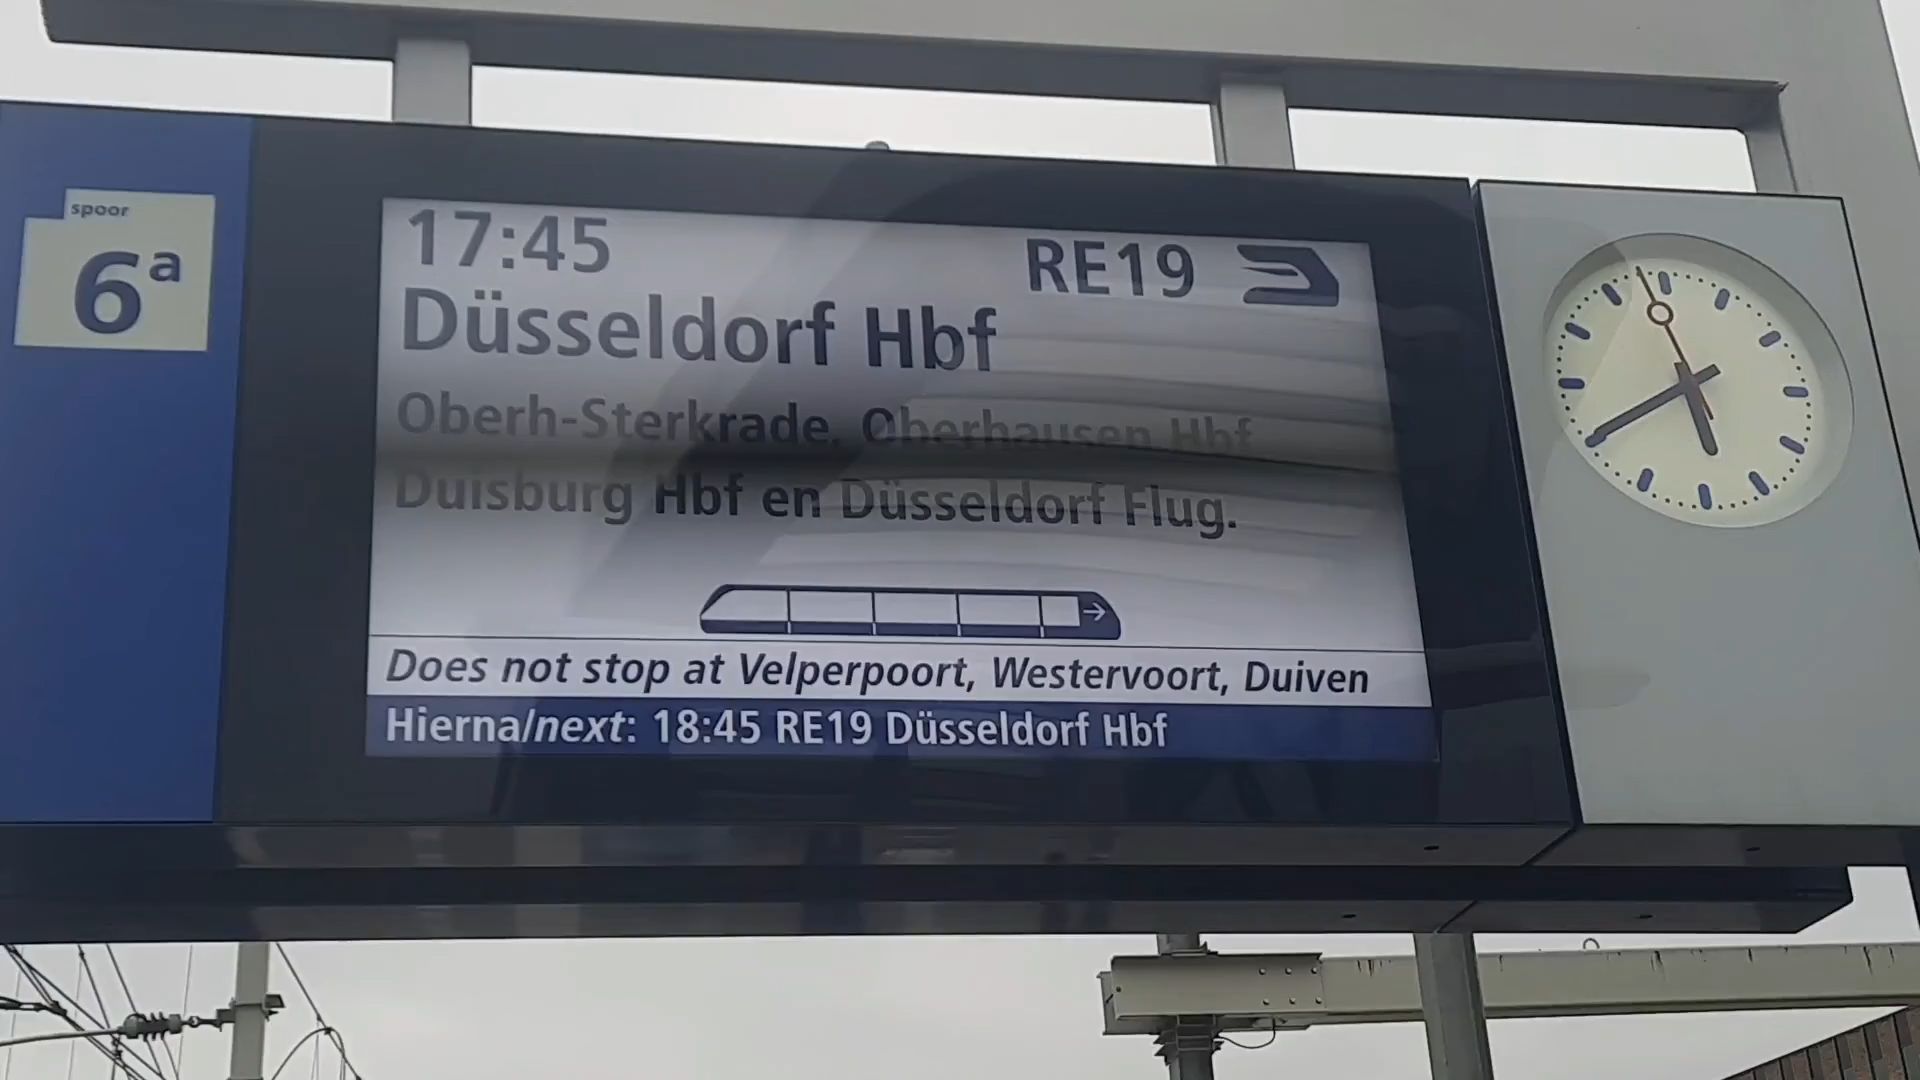 spoor
6a
17:45
RE19
Düsseldorf Hbf
Oberh-Sterkrade, Oberhausen Hbf
Duisburg Hbf en Düsseldorf Flug.
Does not stop at Velperpoort, Westervoort, Duiven
Hierna/next: 18:45 RE19 Düsseldorf Hbf